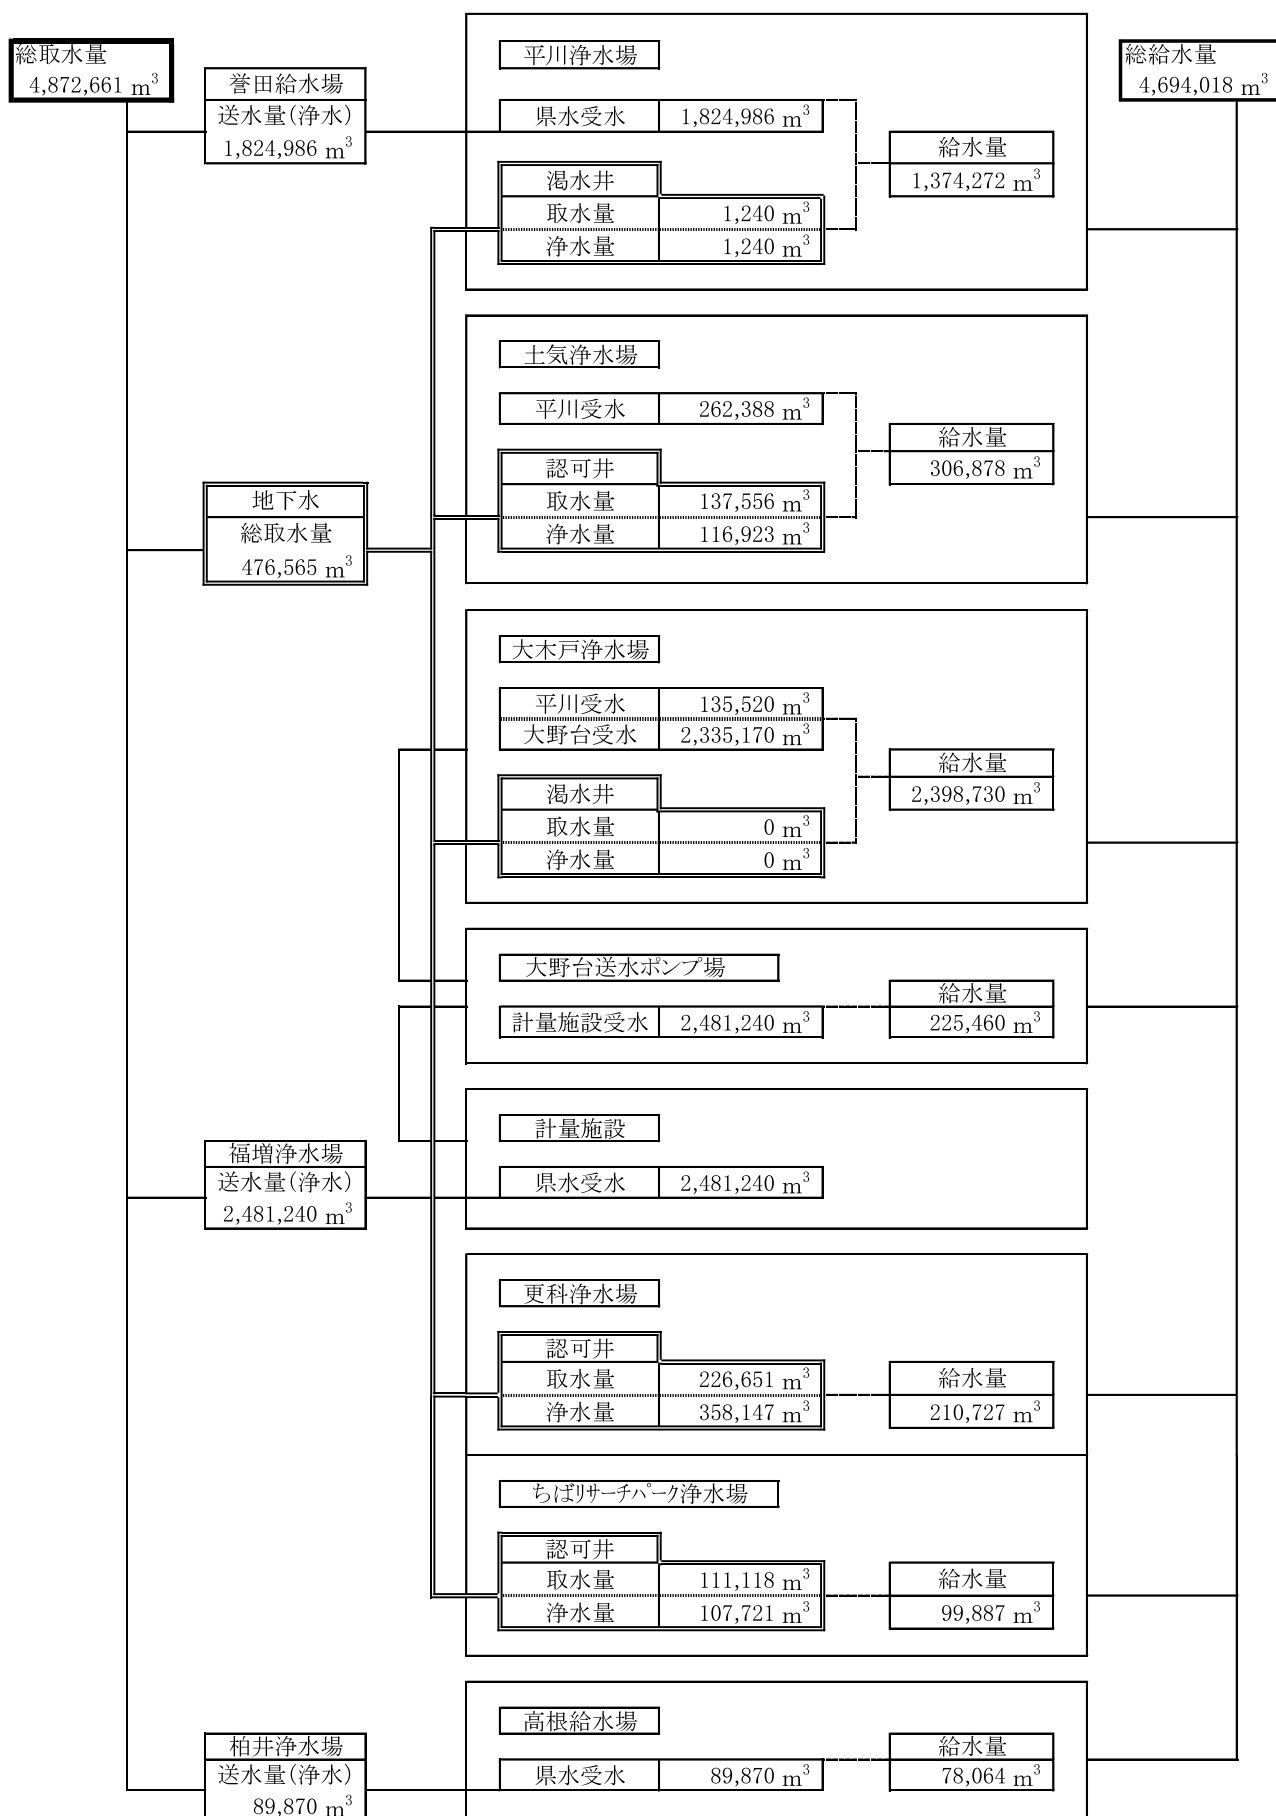 総取水量
4,872,661 m³
誉田給水場
送水量(浄水)
1,824,986 m³
平川浄水場
県水受水 1,824,986 m³
渇水井
取水量 1,240 m³
浄水量 1,240 m³
給水量
1,374,272 m³
総給水量
4,694,018 m³
土気浄水場
平川受水 262,388 m³
認可井
取水量 137,556 m³
浄水量 116,923 m³
給水量
306,878 m³
地下水
総取水量
476,565 m³
大木戸浄水場
平川受水 135,520 m³
大野台受水 2,335,170 m³
渇水井
取水量 0 m³
浄水量 0 m³
給水量
2,398,730 m³
大野台送水ポンプ場
計量施設受水 2,481,240 m³
給水量
225,460 m³
計量施設
県水受水 2,481,240 m³
福増浄水場
送水量(浄水)
2,481,240 m³
更科浄水場
認可井
取水量 226,651 m³
浄水量 358,147 m³
給水量
210,727 m³
ちばリサーチパーク浄水場
認可井
取水量 111,118 m³
浄水量 107,721 m³
給水量
99,887 m³
高根給水場
県水受水 89,870 m³
給水量
78,064 m³
柏井浄水場
送水量(浄水)
89,870 m³